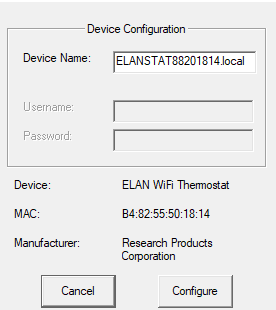 Device Configuration
Device Name: ELANSTAT88201814.local
Username:
Password:
Device: ELAN WiFi Thermostat
MAC: B4:82:55:50:18:14
Manufacturer: Research Products
Corporation
Cancel Configure